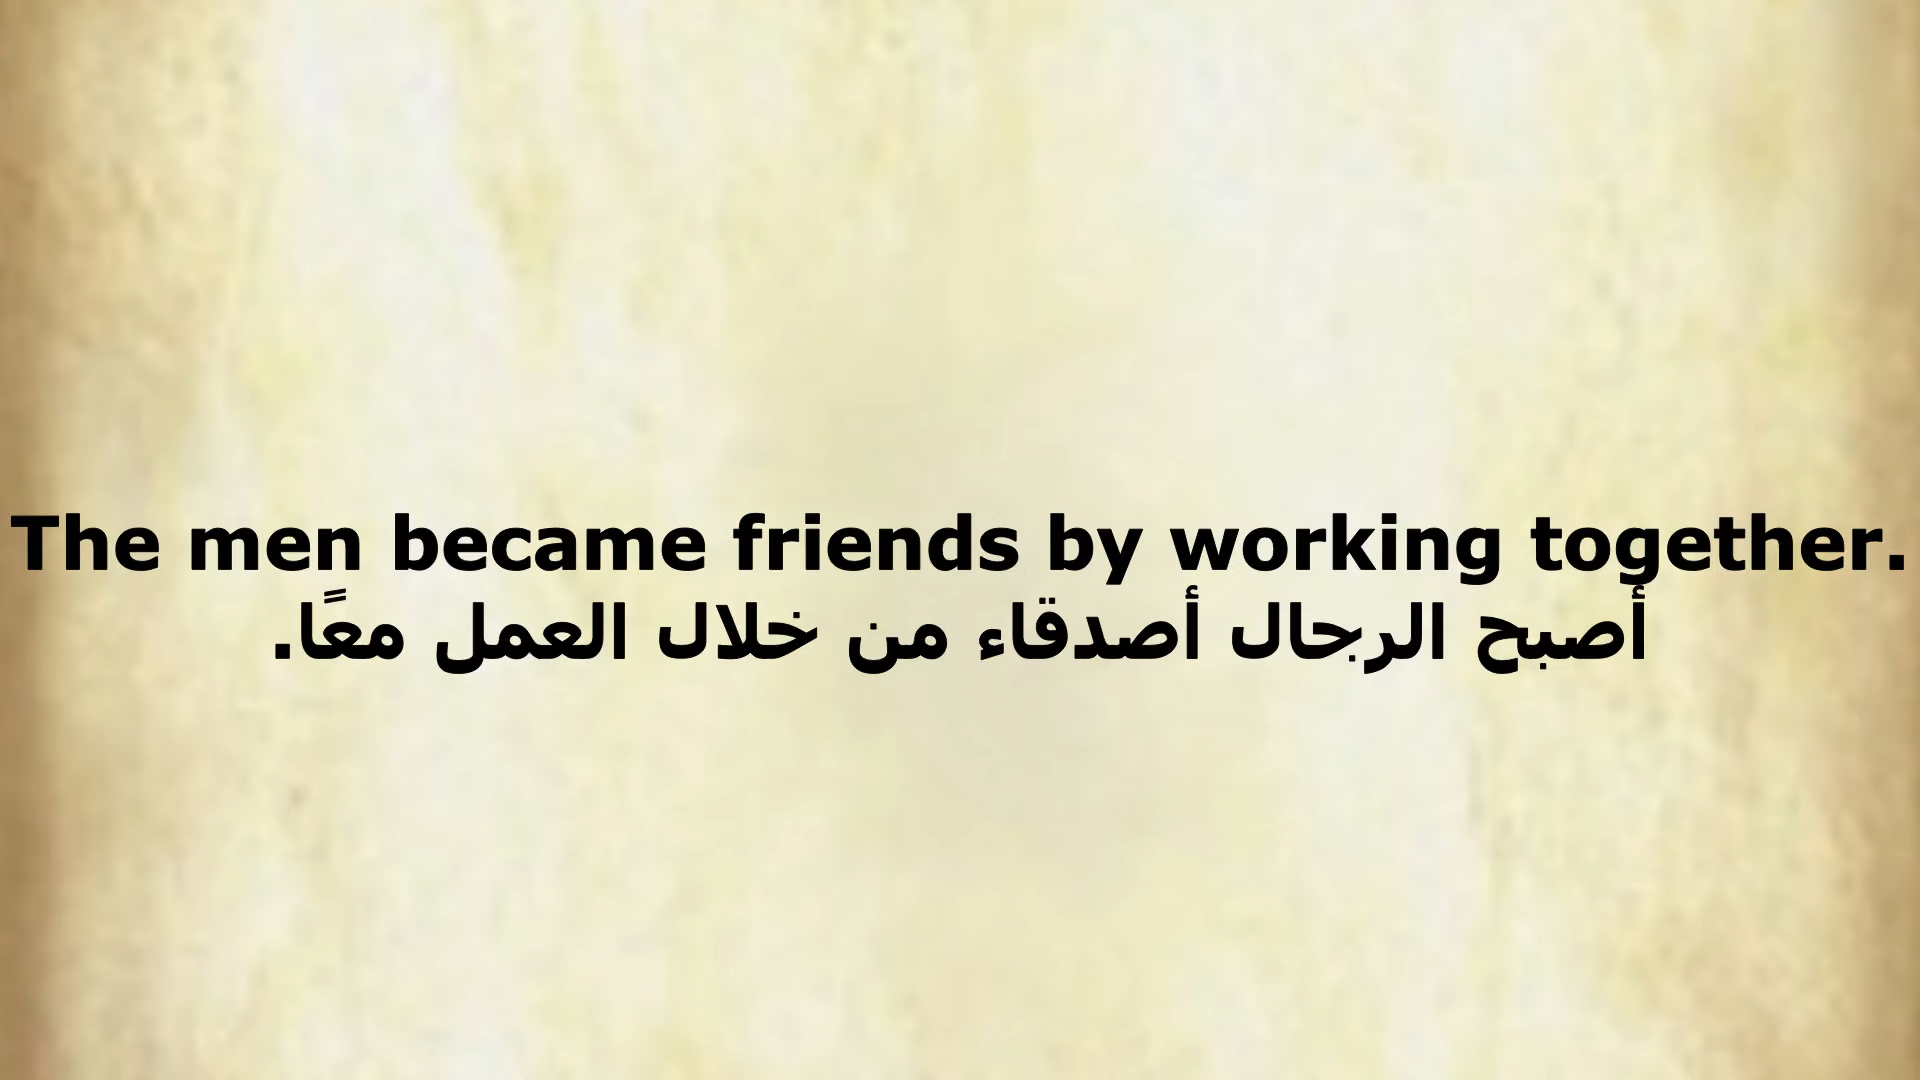 The men became friends by working together.
أصبح الرجال أصدقاء من خلال العمل معًا.